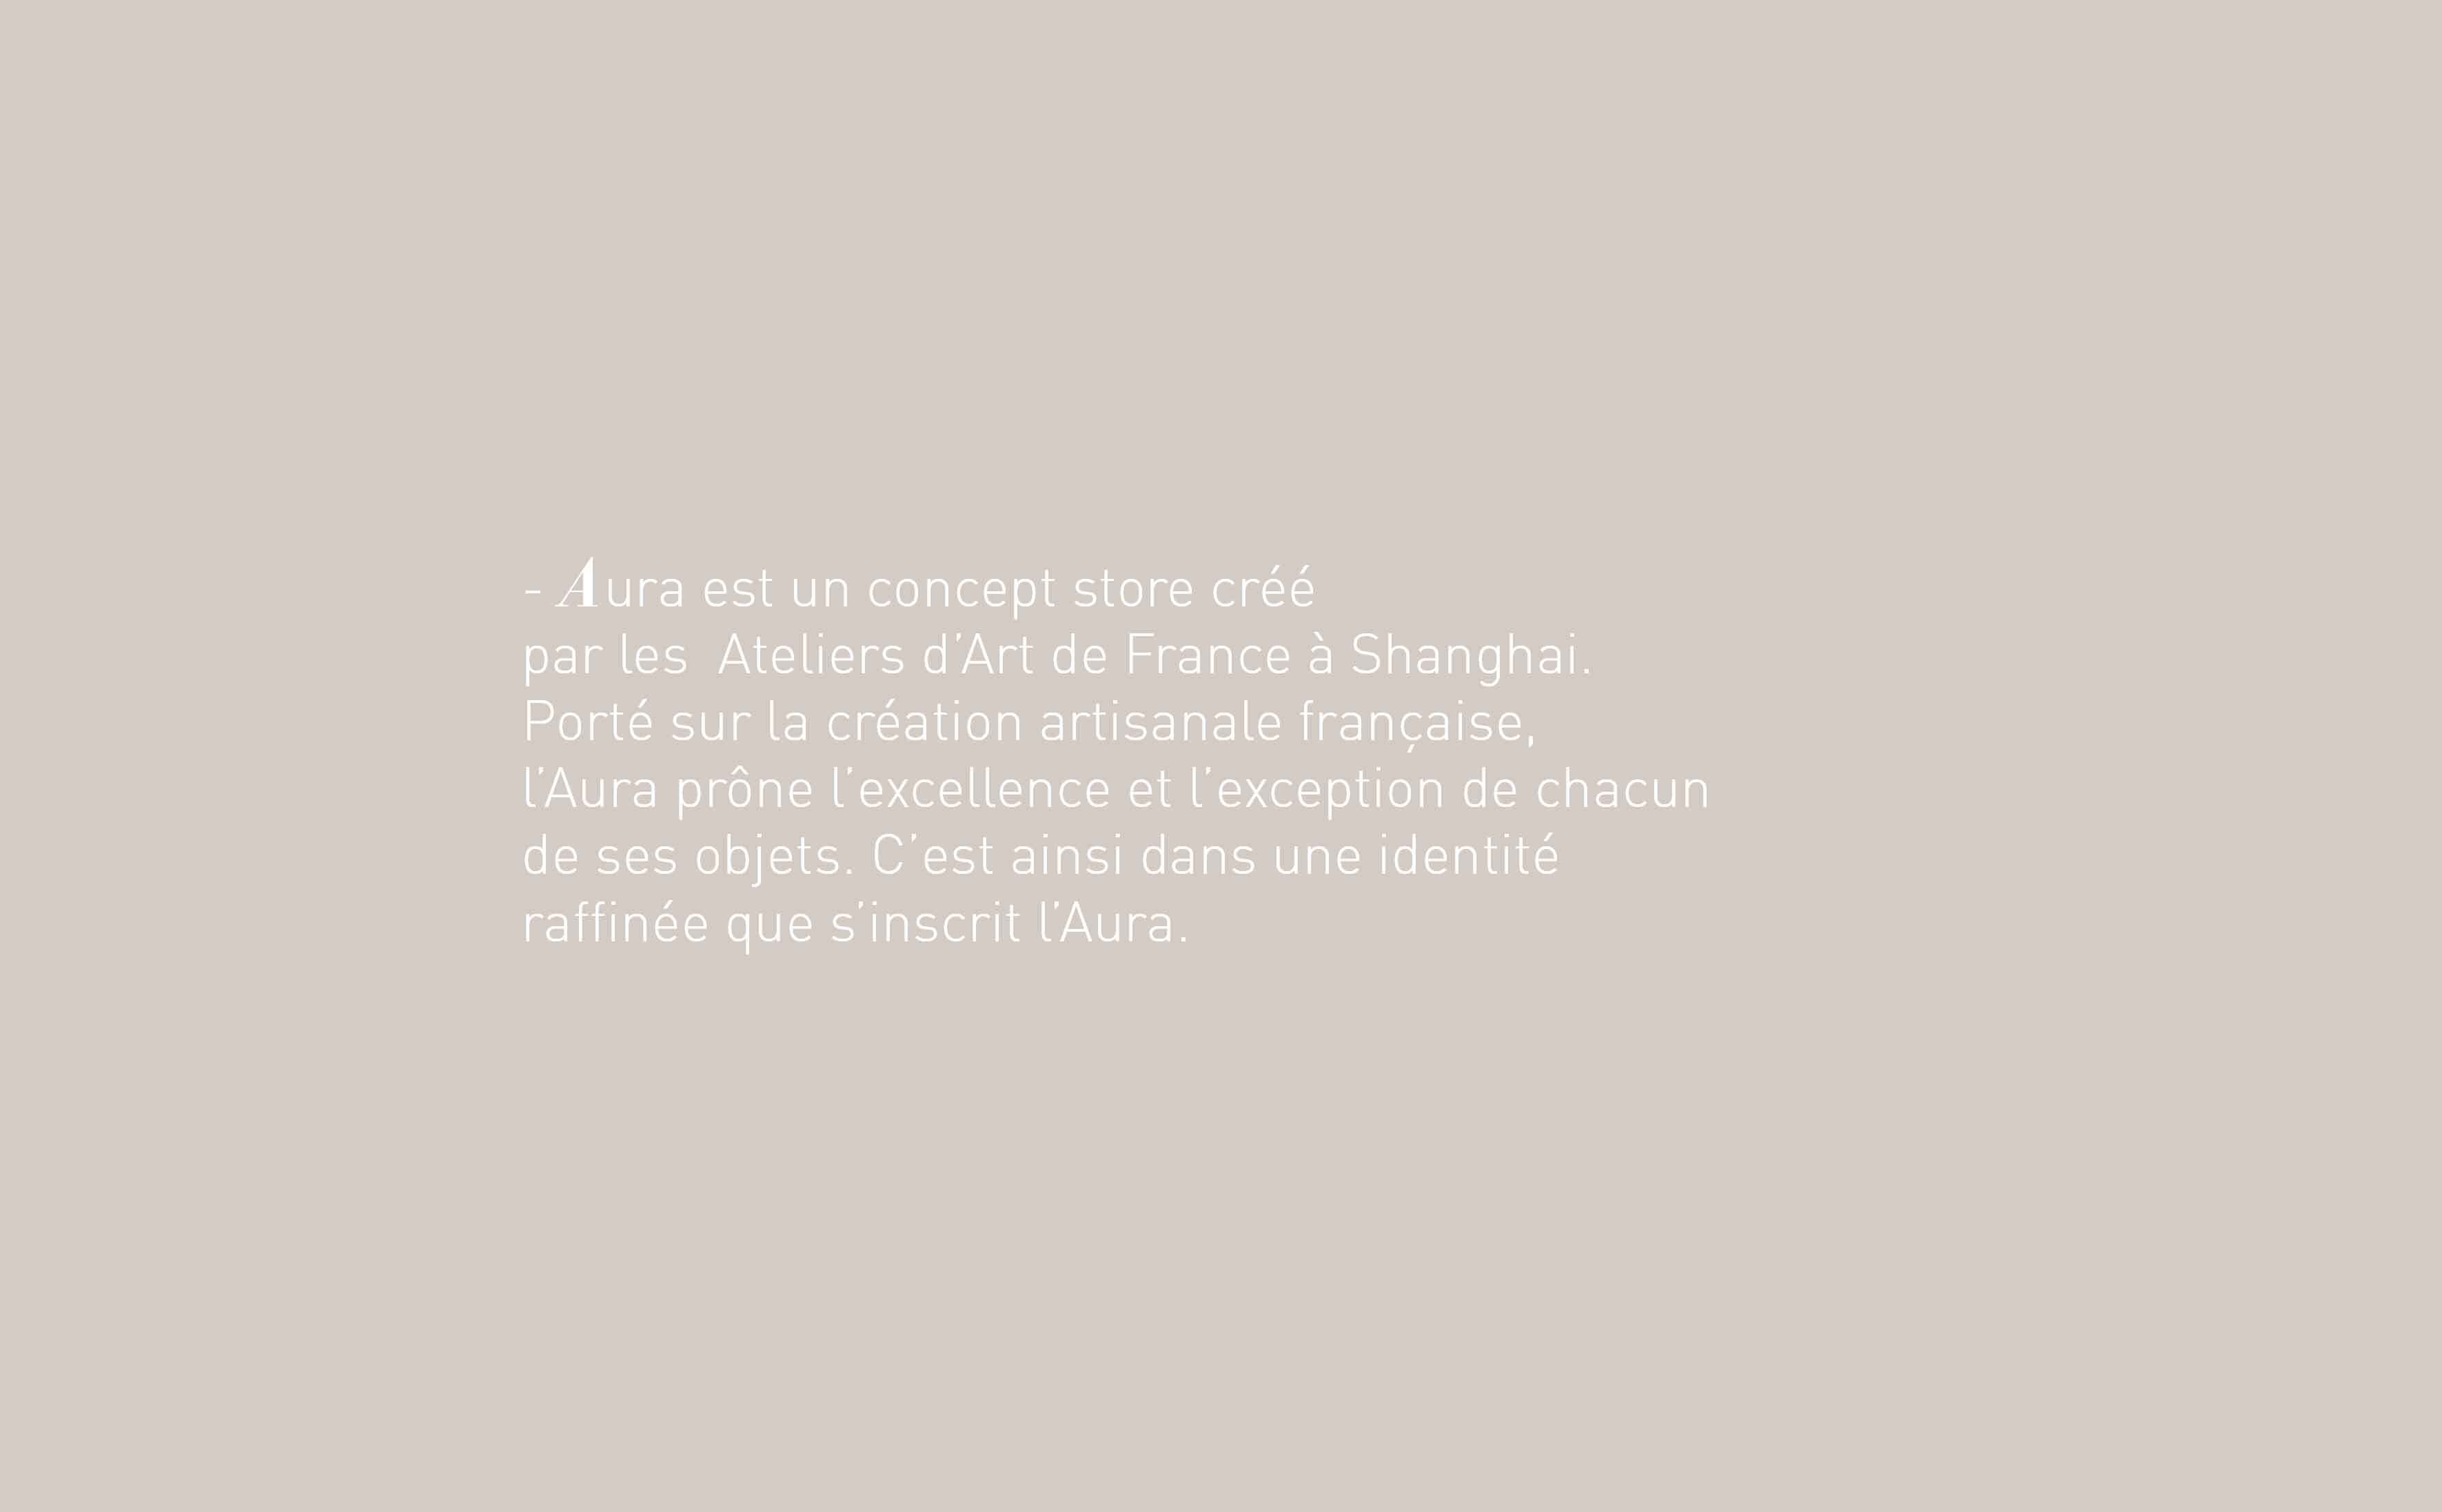 - Aura est un concept store créé
par les  Ateliers d’Art de France à Shanghai.
Porté sur la création artisanale française,
l’Aura prône l’excellence et l’exception de chacun
de ses objets. C’est ainsi dans une identité
raffinée que s’inscrit l’Aura.